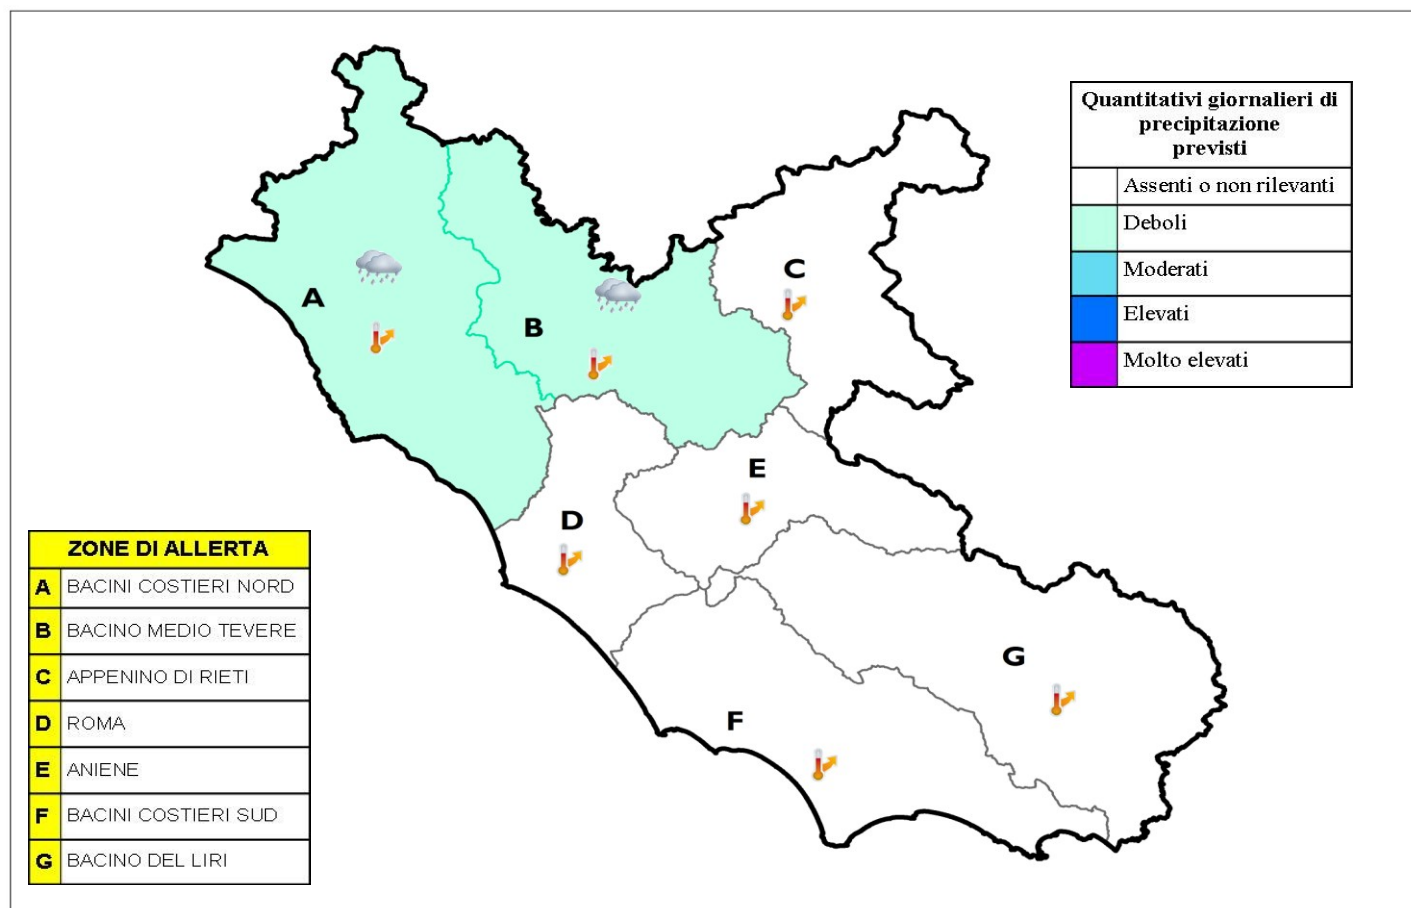 Quantitativi giornalieri di
precipitazione
previsti
Assenti o non rilevanti
Deboli
Moderati
Elevati
Molto elevati
A
B
C
D
E
F
G
ZONE DI ALLERTA
A BACINI COSTIERI NORD
B BACINO MEDIO TEVERE
C APPENINO DI RIETI
D ROMA
E ANIENE
F BACINI COSTIERI SUD
G BACINO DEL LIRI